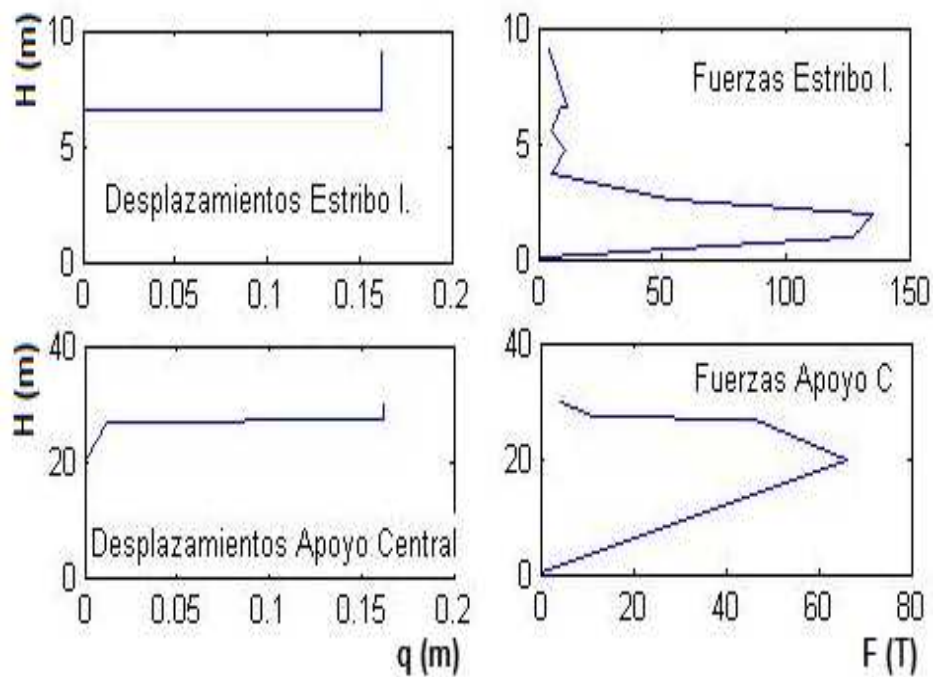 10
H (m)
5
0
Desplazamientos Estribo I.
0 0.05 0.1 0.15 0.2
10
5
0
Fuerzas Estribo I.
0 50 100 150
40
H (m)
20
0
Desplazamientos Apoyo Central
0 0.05 0.1 0.15 0.2
q (m)
40
20
0
Fuerzas Apoyo C
0 20 40 60 80
F (T)